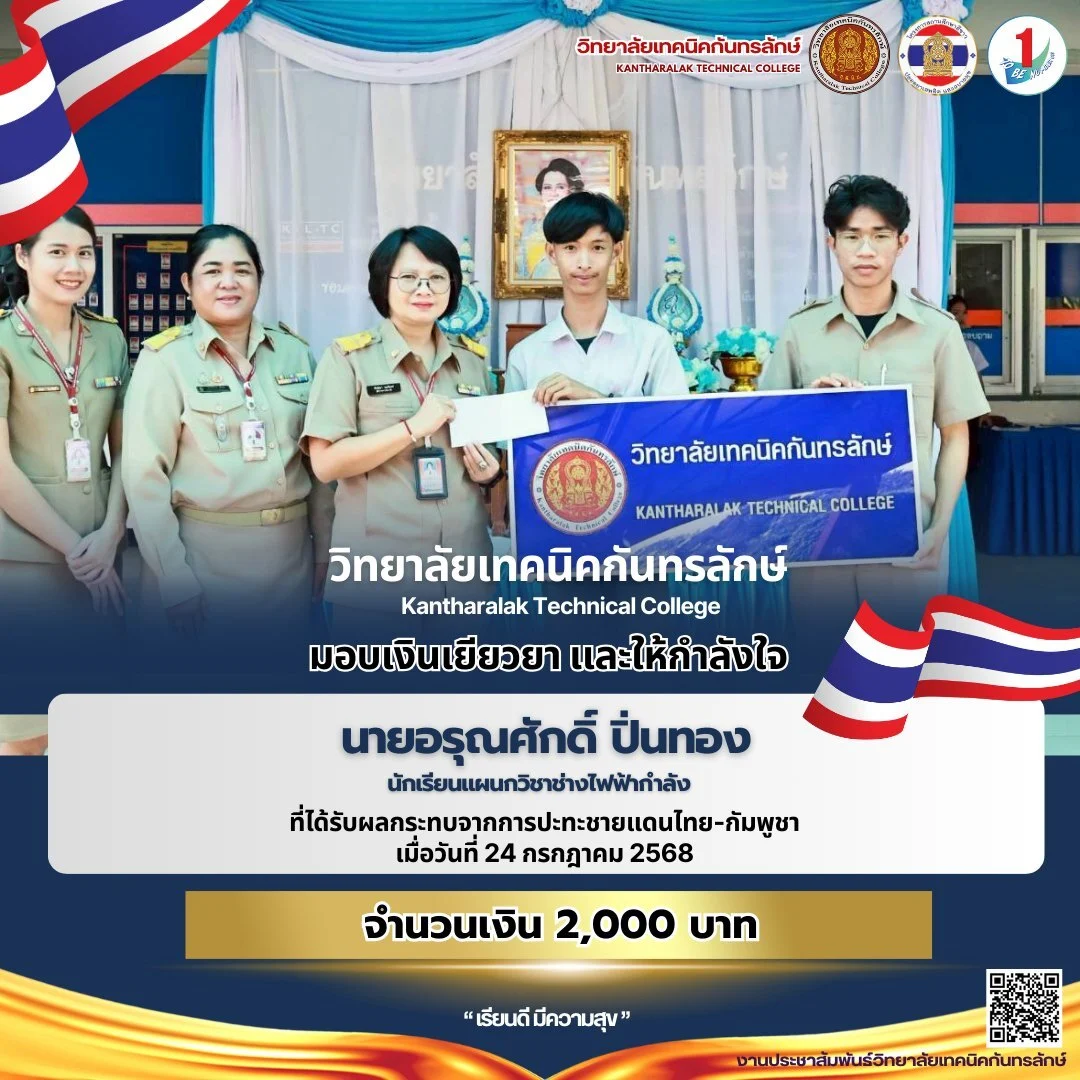 วิทยาลัยเทคนิคกันทรลักษ์
KANTHARALAK TECHNICAL COLLEGE
Kantharalak Technical College
1
วิทยาลัยเทคนิคกันทรลักษ์
KANTHARALAK TECHNICAL COLLEGE
Kantharalak Technical College
วิทยาลัยเทคนิคกันทรลักษ์
Kantharalak Technical College
มอบเงินเยียวยา และให้กำลังใจ
นายอรุณศักดิ์ ปิ่นทอง
นักเรียนแผนกวิชาช่างไฟฟ้ากำลัง
ที่ได้รับผลกระทบจากการปะทะชายแดนไทย-กัมพูชา
เมื่อวันที่ 24 กรกฎาคม 2568
จำนวนเงิน 2,000 บาท
“ เรียนดี มีความสุข ”
งานประชาสัมพันธ์วิทยาลัยเทคนิคกันทรลักษ์